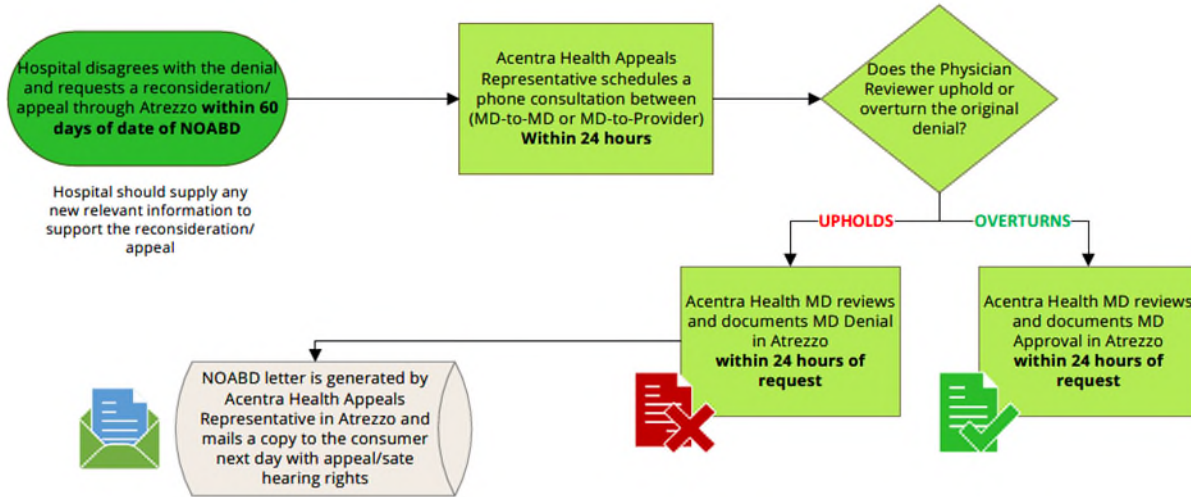 Hospital disagrees with the denial
and requests a reconsideration/
appeal through Atrezzo within 60
days of date of NOABD
Hospital should supply any
new relevant information to
support the reconsideration/
appeal
Acentra Health Appeals
Representative schedules a
phone consultation between
(MD-to-MD or MD-to-Provider)
Within 24 hours
Does the Physician
Reviewer uphold or
overturn the original
denial?
UPHOLDS
OVERTURNS
Acentra Health MD reviews
and documents MD Denial
in Atrezzo
within 24 hours of
request
Acentra Health MD reviews
and documents MD
Approval in Atrezzo
within 24 hours of
request
NOABD letter is generated by
Acentra Health Appeals
Representative in Atrezzo and
mails a copy to the consumer
next day with appeal/sate
hearing rights